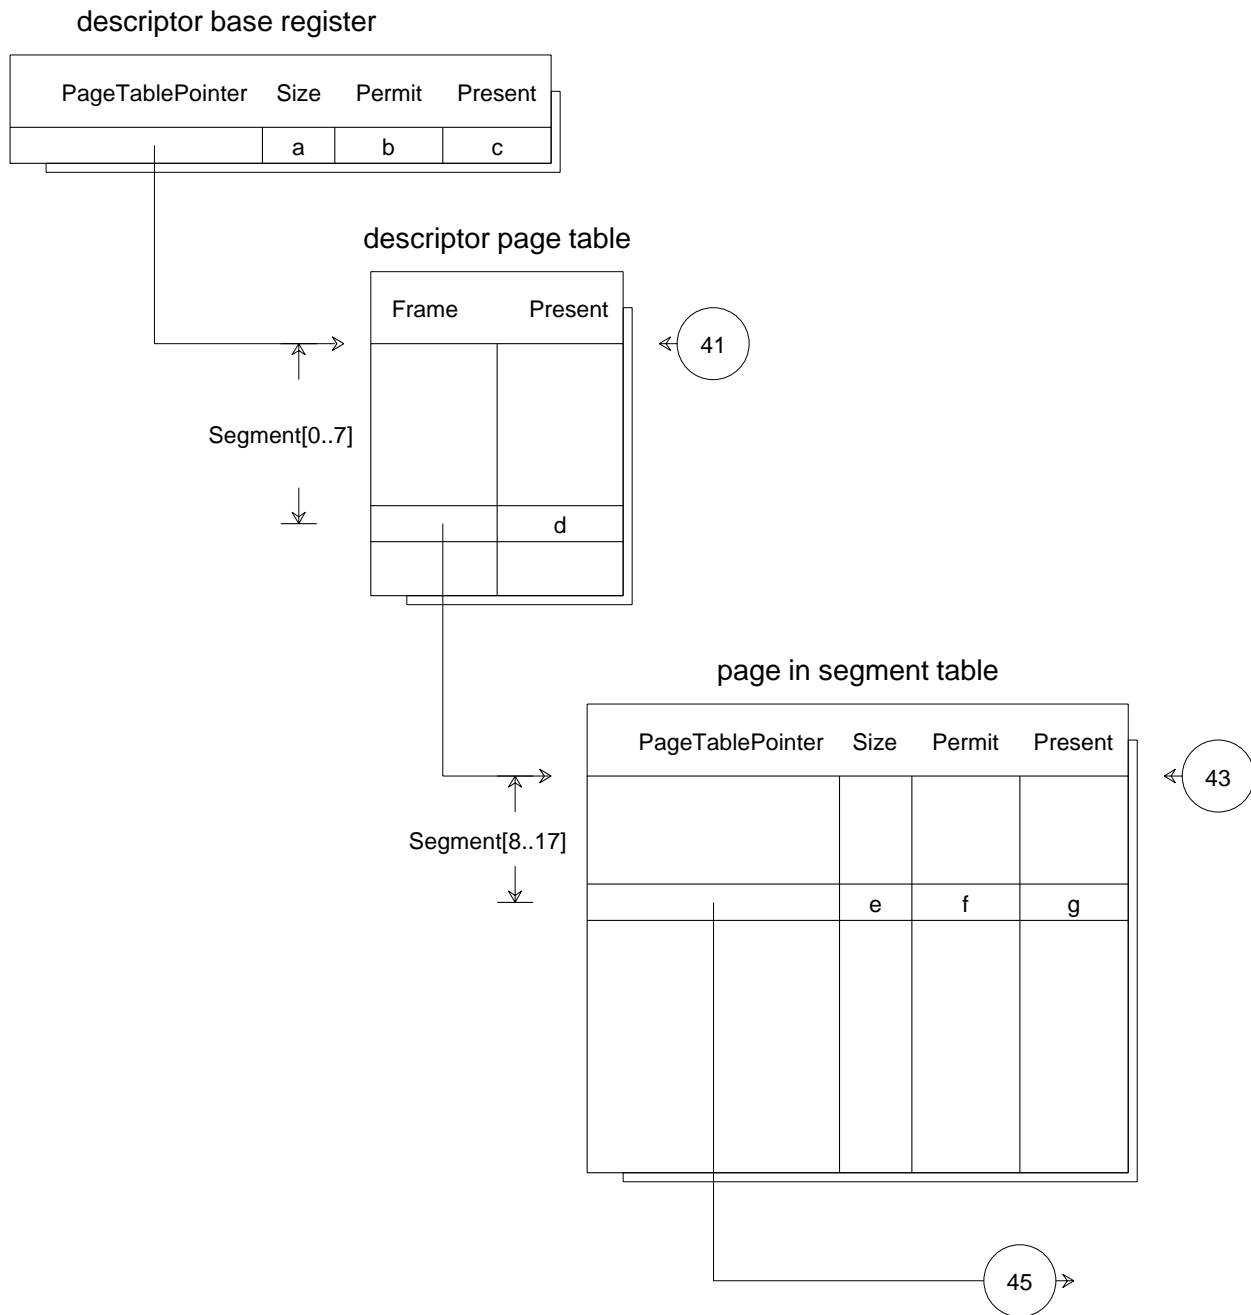 descriptor base register
PageTablePointer Size Permit Present
a b c
descriptor page table
Frame Present
41
Segment[0..7]
d
page in segment table
PageTablePointer Size Permit Present
43
Segment[8..17]
e f g
45